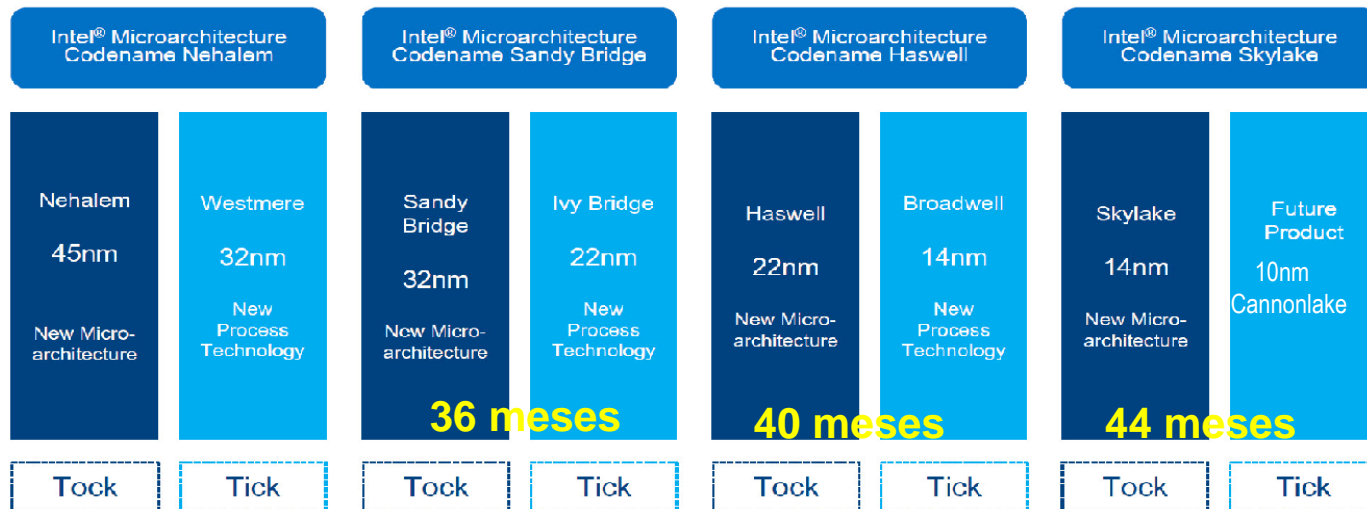 Intel® Microarchitecture
Codename Nehalem
Intel® Microarchitecture
Codename Sandy Bridge
Intel® Microarchitecture
Codename Haswell
Intel® Microarchitecture
Codename Skylake
Nehalem
45nm
New Micro-
architecture
Westmere
32nm
New
Process
Technology
Sandy
Bridge
32nm
New Micro-
architecture
Ivy Bridge
22nm
New
Process
Technology
36 meses
Haswell
22nm
New Micro-
architecture
Broadwell
14nm
New
Process
Technology
40 meses
Skylake
14nm
New Micro-
architecture
Future
Product
10nm
Cannonlake
44 meses
Tock
Tick
Tock
Tick
Tock
Tick
Tock
Tick